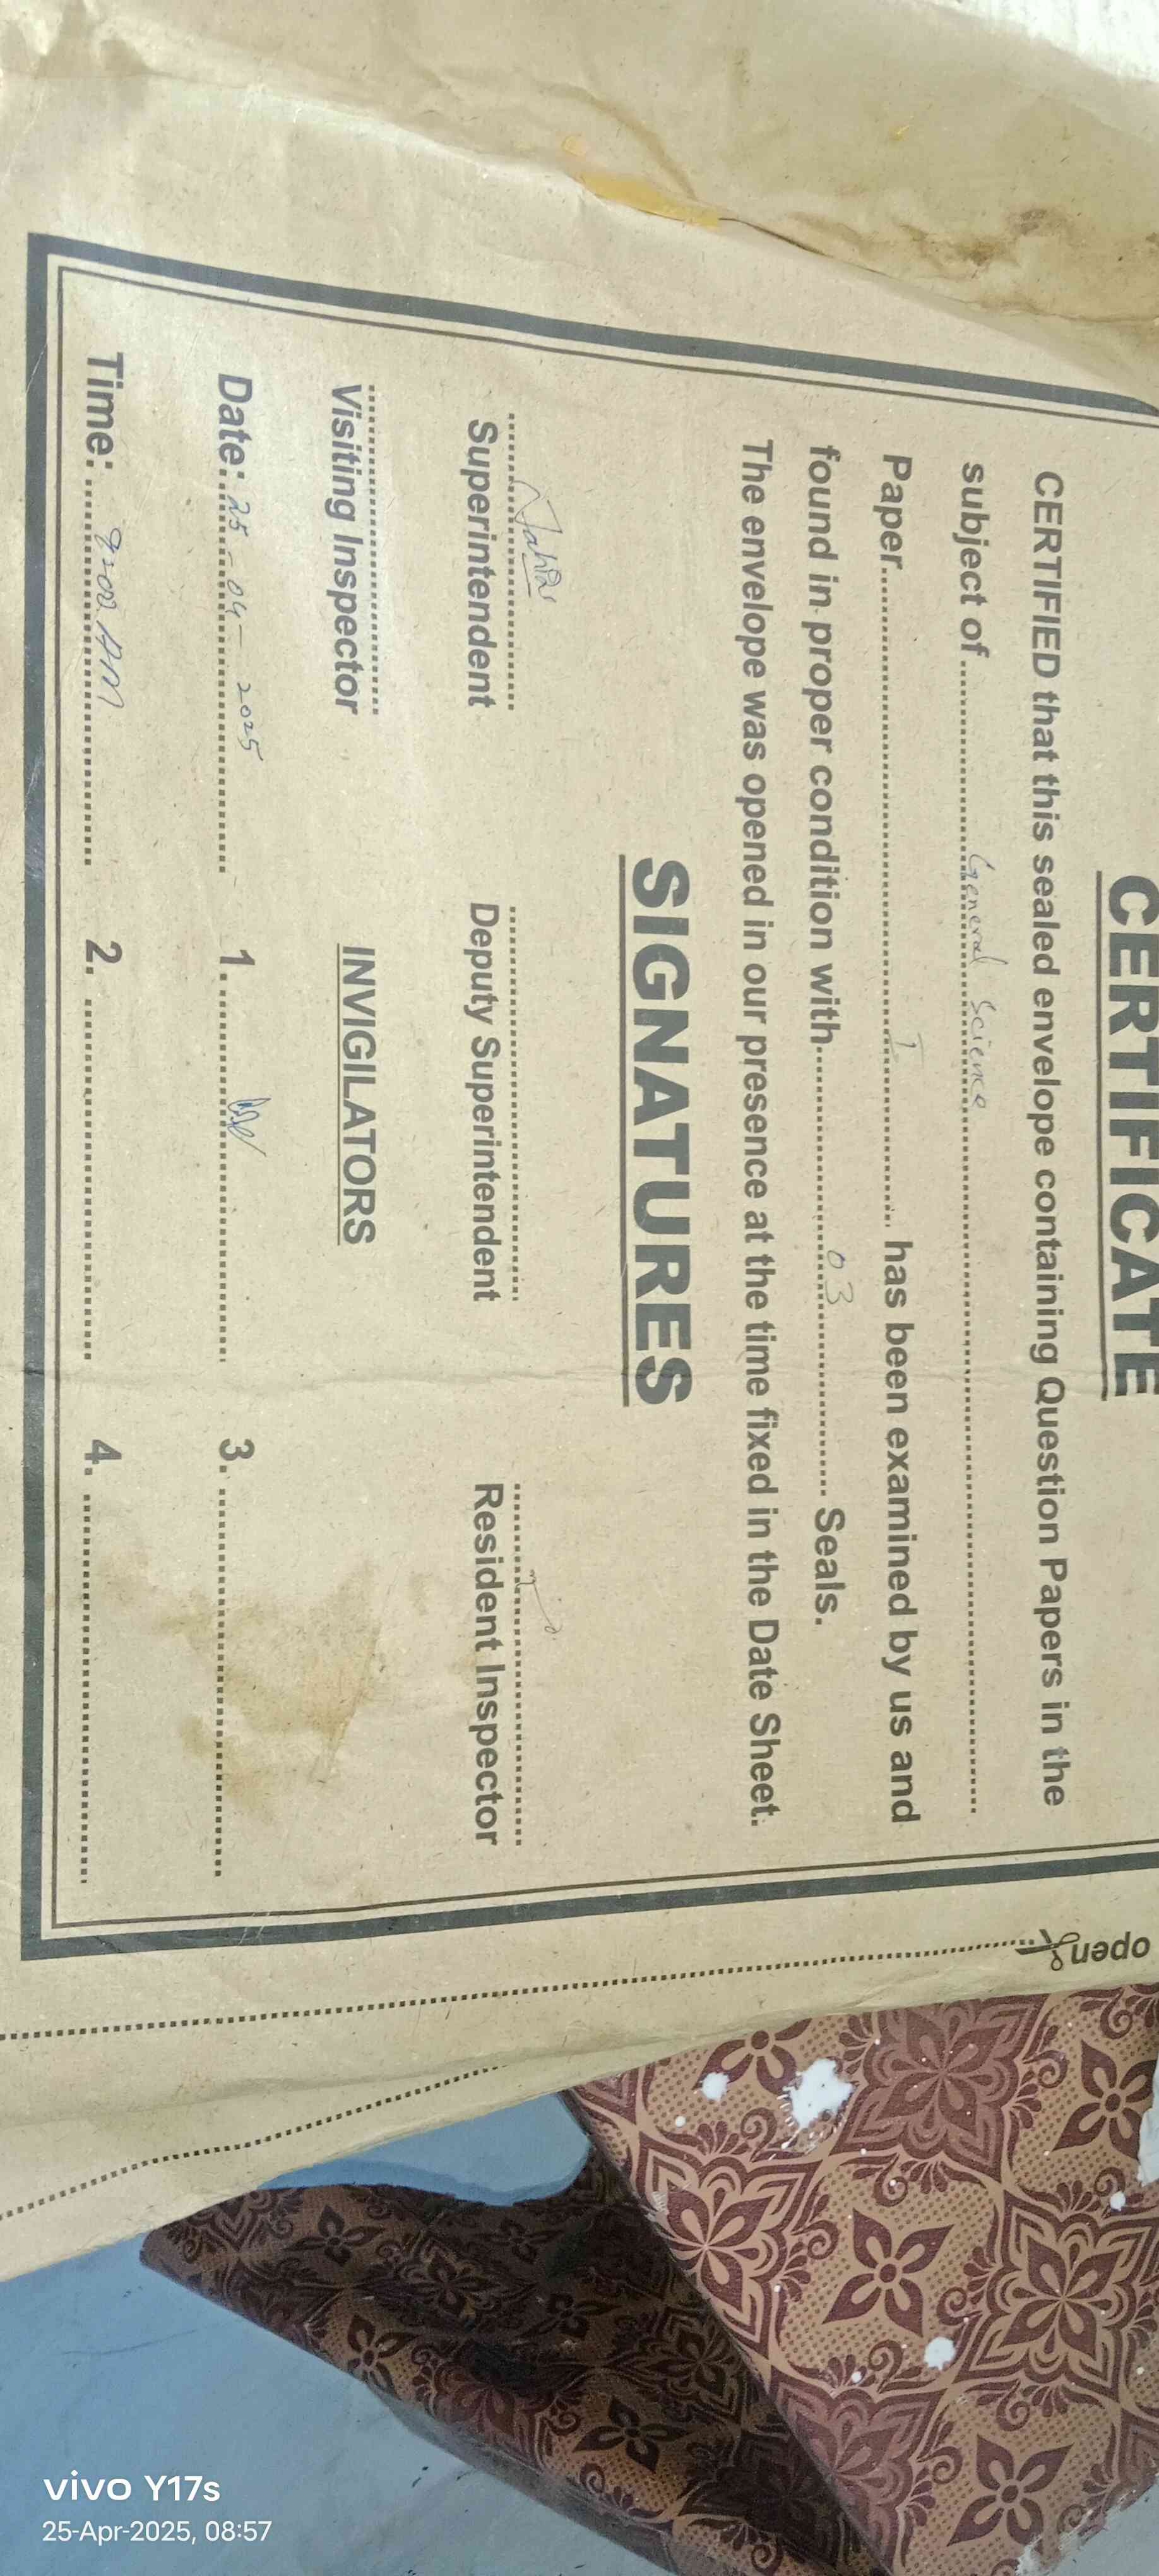 CERTIFICATE
CERTIFIED that this sealed envelope containing Question Papers in the
subject of General Science
Paper I has been examined by us and
found in proper condition with 03 Seals.
The envelope was opened in our presence at the time fixed in the Date Sheet.
SIGNATURES
Superintendent Deputy Superintendent Resident Inspector
Visiting Inspector INVIGILATORS
Date: 25-04-2025 1. 3.
Time: 9:00 AM 2. 4.
open
vivo Y17s
25-Apr-2025, 08:57